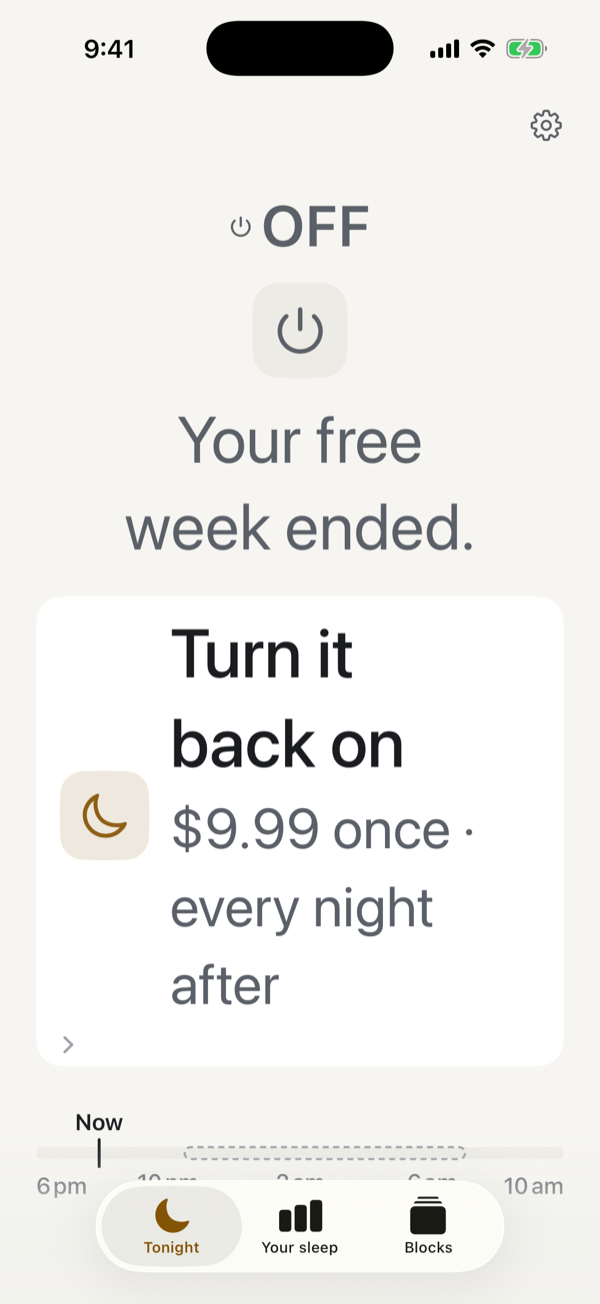 9:41
OFF
Your free
week ended.
Turn it
back on
$9.99 once ·
every night
after
Now
6 pm
10 am
Tonight
Your sleep
Blocks